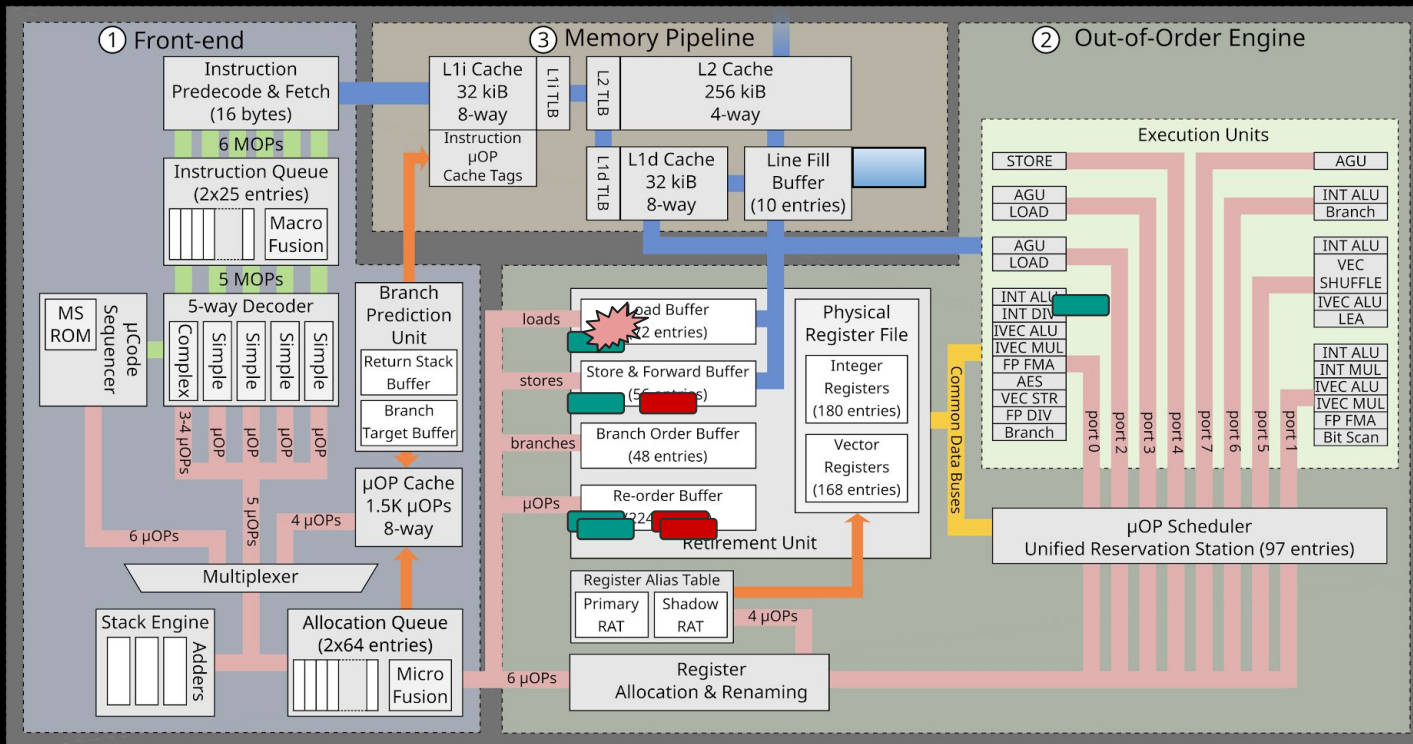 1 Front-end
3 Memory Pipeline
2 Out-of-Order Engine
Instruction
Predecode & Fetch
(16 bytes)
6 MOPs
Instruction Queue
(2x25 entries)
Macro
Fusion
5 MOPs
MS
ROM
µCode
Sequencer
5-way Decoder
Complex
Simple
Simple
Simple
Simple
3-4 µOPs
µOP
µOP
µOP
µOP
5 µOPs
6 µOPs
4 µOPs
Branch
Prediction
Unit
Return Stack
Buffer
Branch
Target Buffer
µOP Cache
1.5K µOPs
8-way
Multiplexer
Stack Engine
Adders
Allocation Queue
(2x64 entries)
Micro
Fusion
L1i Cache
32 kiB
8-way
L1i TLB
Instruction
µOP
Cache Tags
L2 TLB
L2 Cache
256 kiB
4-way
L1d TLB
L1d Cache
32 kiB
8-way
Line Fill
Buffer
(10 entries)
loads
Buffer
entries)
stores
Store & Forward Buffer
branches
Branch Order Buffer
(48 entries)
µOPs
Re-order Buffer
Retirement Unit
Physical
Register File
Integer
Registers
(180 entries)
Vector
Registers
(168 entries)
Register Alias Table
Primary
RAT
Shadow
RAT
4 µOPs
6 µOPs
Register
Allocation & Renaming
Common Data Buses
Execution Units
STORE
AGU
LOAD
AGU
LOAD
INT ALU
INT DIV
IVEC ALU
IVEC MUL
FP FMA
AES
VEC STR
FP DIV
Branch
AGU
INT ALU
Branch
INT ALU
VEC
SHUFFLE
IVEC ALU
LEA
INT ALU
INT MUL
IVEC ALU
IVEC MUL
FP FMA
Bit Scan
port 0
port 2
port 3
port 4
port 7
port 6
port 5
port 1
µOP Scheduler
Unified Reservation Station (97 entries)